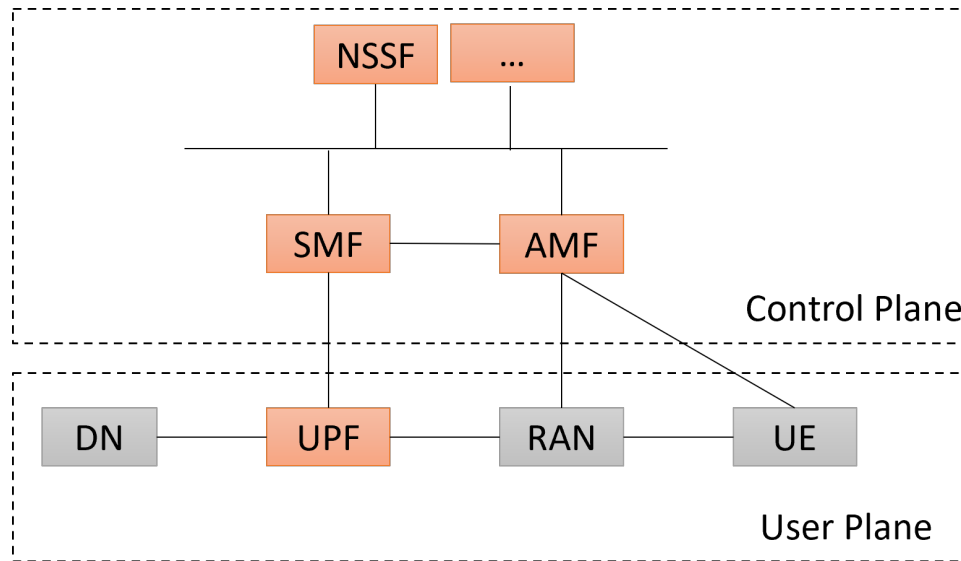 NSSF
...
SMF
AMF
Control Plane
DN
UPF
RAN
UE
User Plane